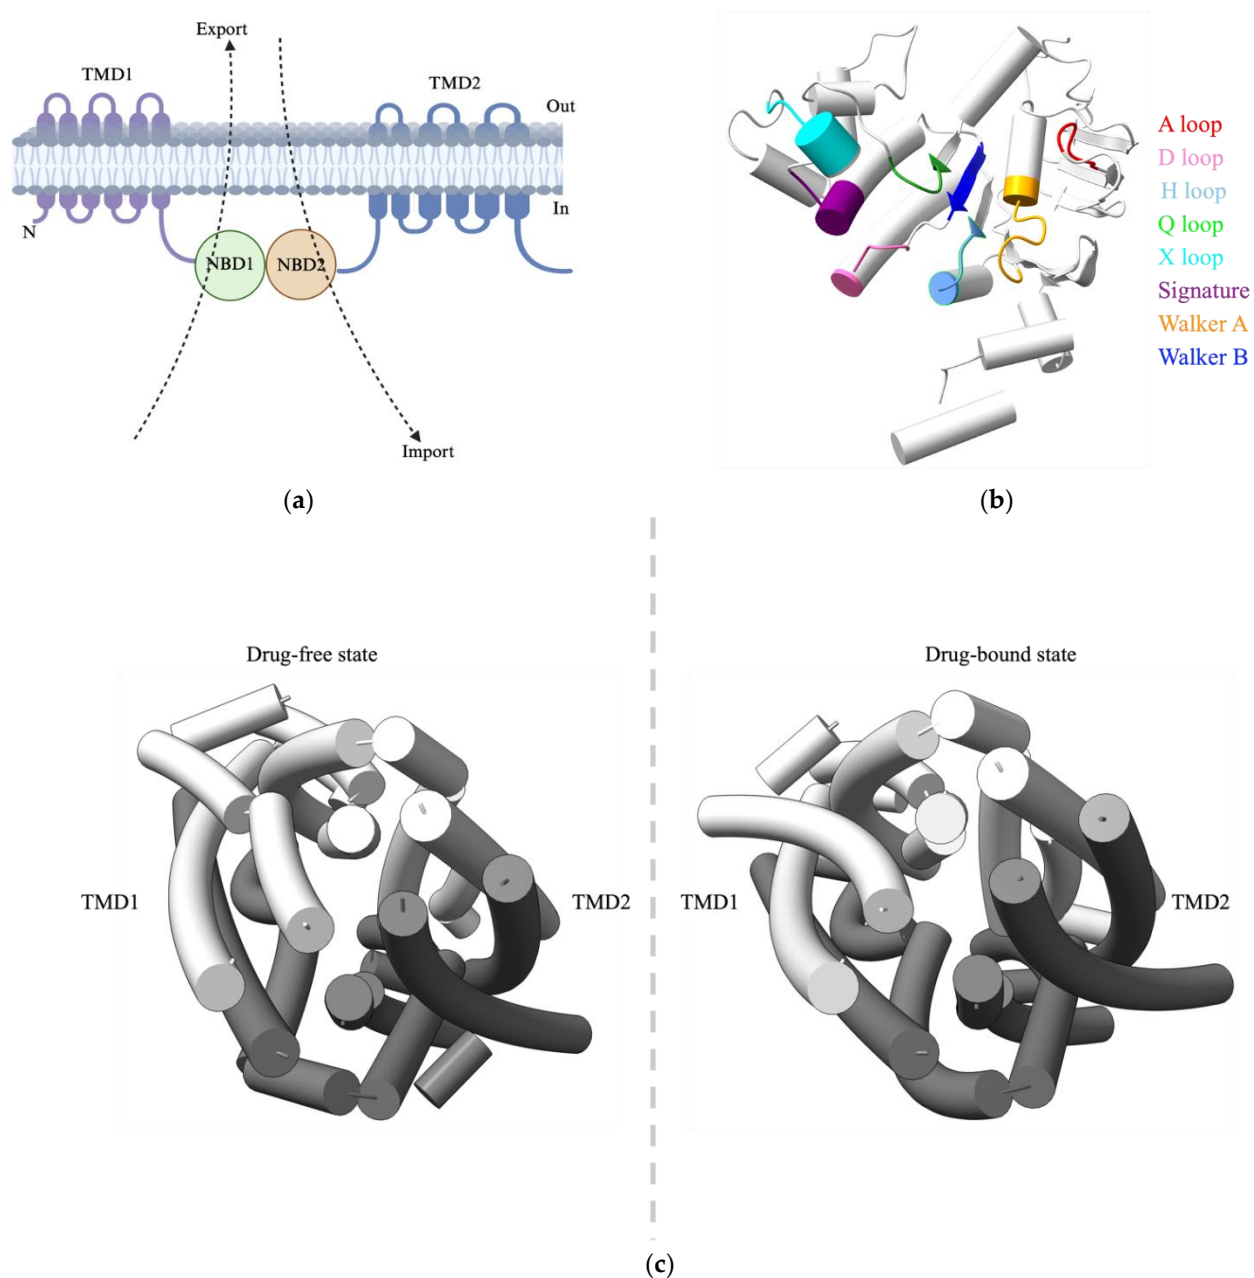 Export
TMD1
TMD2
Out
In
N
NBD1
NBD2
Import
(a)
A loop
D loop
H loop
Q loop
X loop
Signature
Walker A
Walker B
(b)
Drug-free state
Drug-bound state
TMD1
TMD2
TMD1
TMD2
(c)